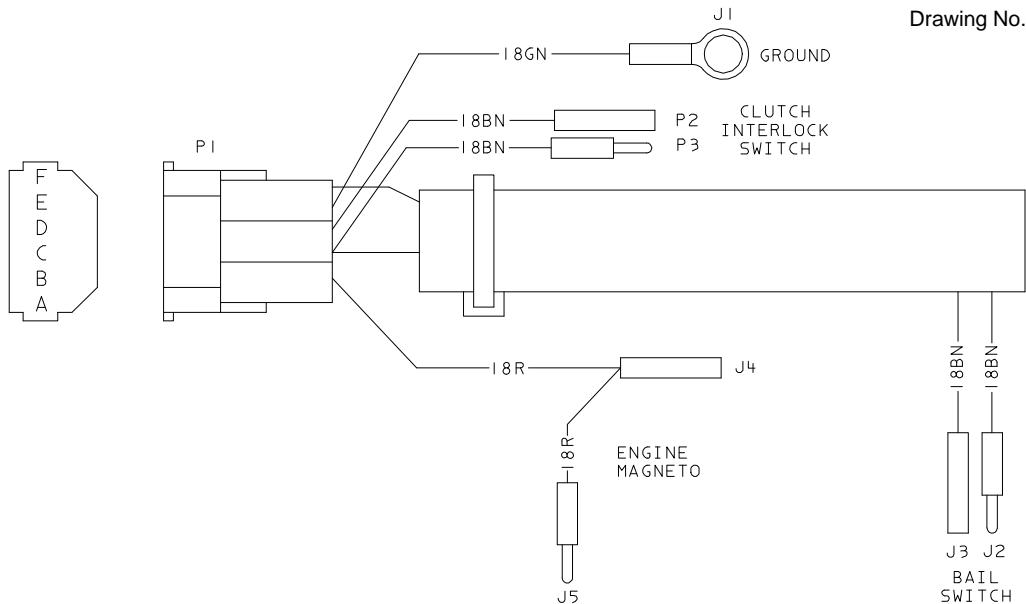 Drawing No.
J1
18GN
GROUND
18BN
P2
CLUTCH
INTERLOCK
SWITCH
18BN
P3
P1
F
E
D
C
B
A
18R
J4
18R
ENGINE
MAGNETO
J5
18BN
18BN
J3
J2
BAIL
SWITCH